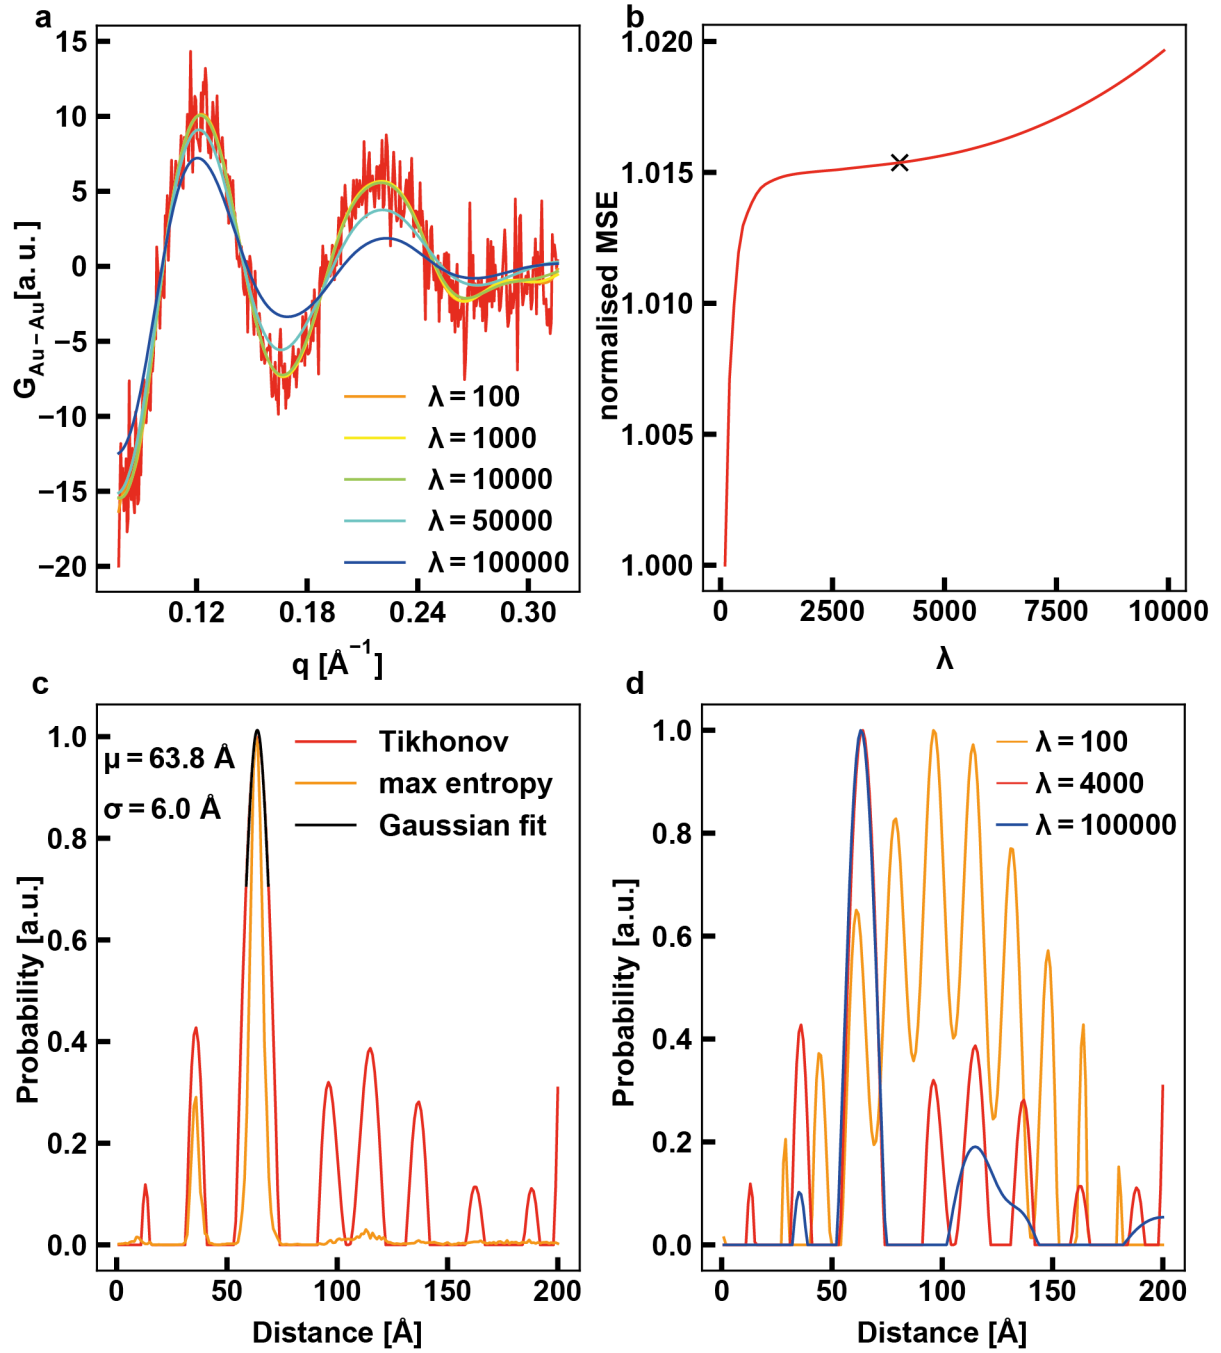 a
15
10
5
0
−5
−10
−15
−20
G Au − Au [a. u.]
λ = 100
λ = 1000
λ = 10000
λ = 50000
λ = 100000
0.12 0.18 0.24 0.30
q [Å−1]
b
1.020
1.015
1.010
1.005
1.000
normalised MSE
0 2500 5000 7500 10000
λ
c
1.0
0.8
0.6
0.4
0.2
0.0
Probability [a.u.]
μ = 63.8 Å
σ = 6.0 Å
Tikhonov
max entropy
Gaussian fit
0 50 100 150 200
Distance [Å]
d
1.0
0.8
0.6
0.4
0.2
0.0
Probability [a.u.]
λ = 100
λ = 4000
λ = 100000
0 50 100 150 200
Distance [Å]